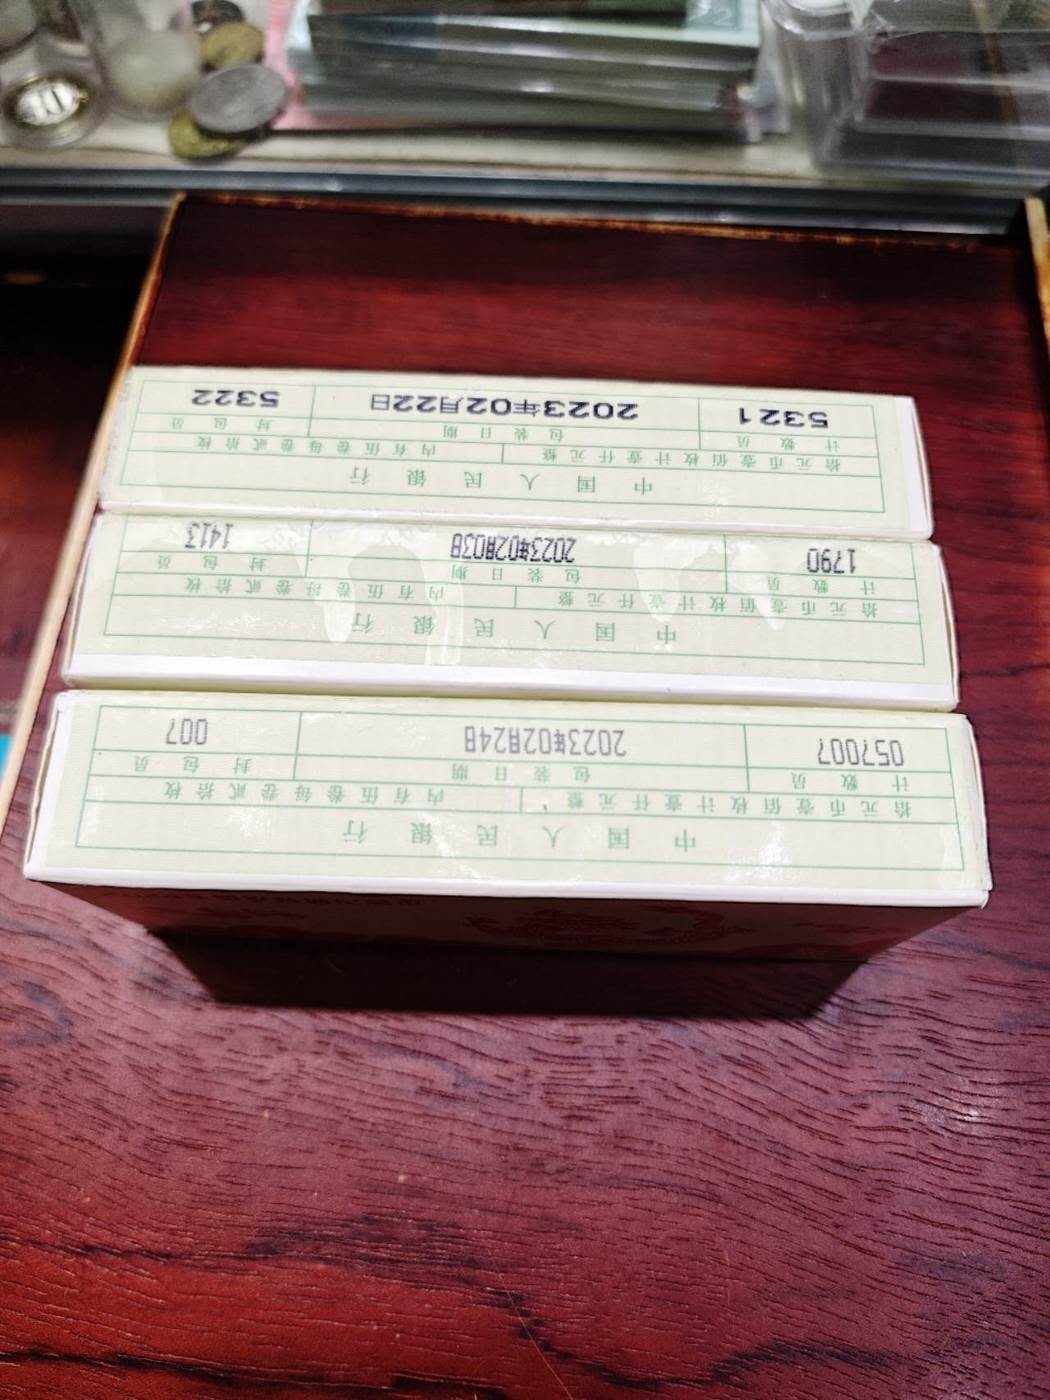 中国人民银行
拾元币壹佰枚计壹仟元整 内有伍卷每卷贰拾枚
计数员 包装日期 封包员
057007 2023年02月24日 007
中国人民银行
拾元币壹佰枚计壹仟元整 内有伍卷每卷贰拾枚
计数员 包装日期 封包员
1790 2023年02月03日 1413
中国人民银行
拾元币壹佰枚计壹仟元整 内有伍卷每卷贰拾枚
计数员 包装日期 封包员
5321 2023年02月22日 5322